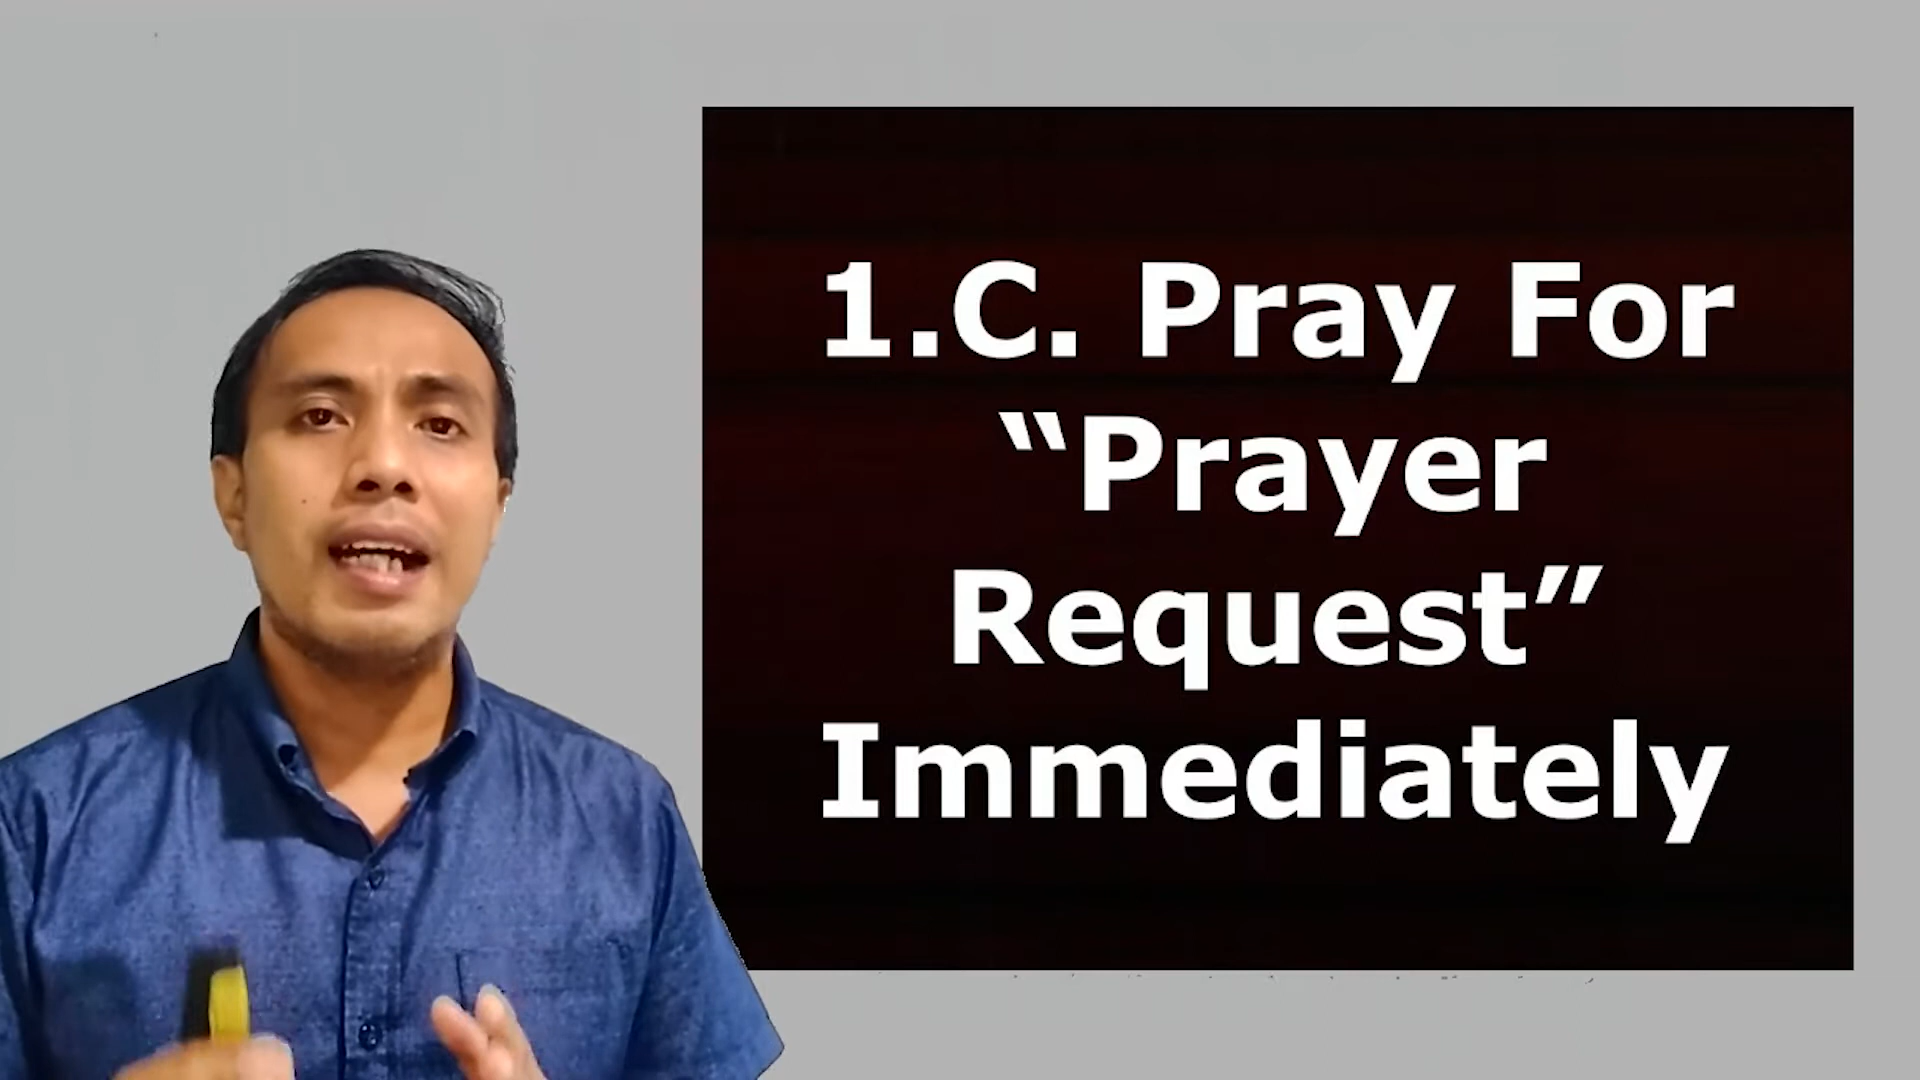 1.C. Pray For
“Prayer
Request”
Immediately